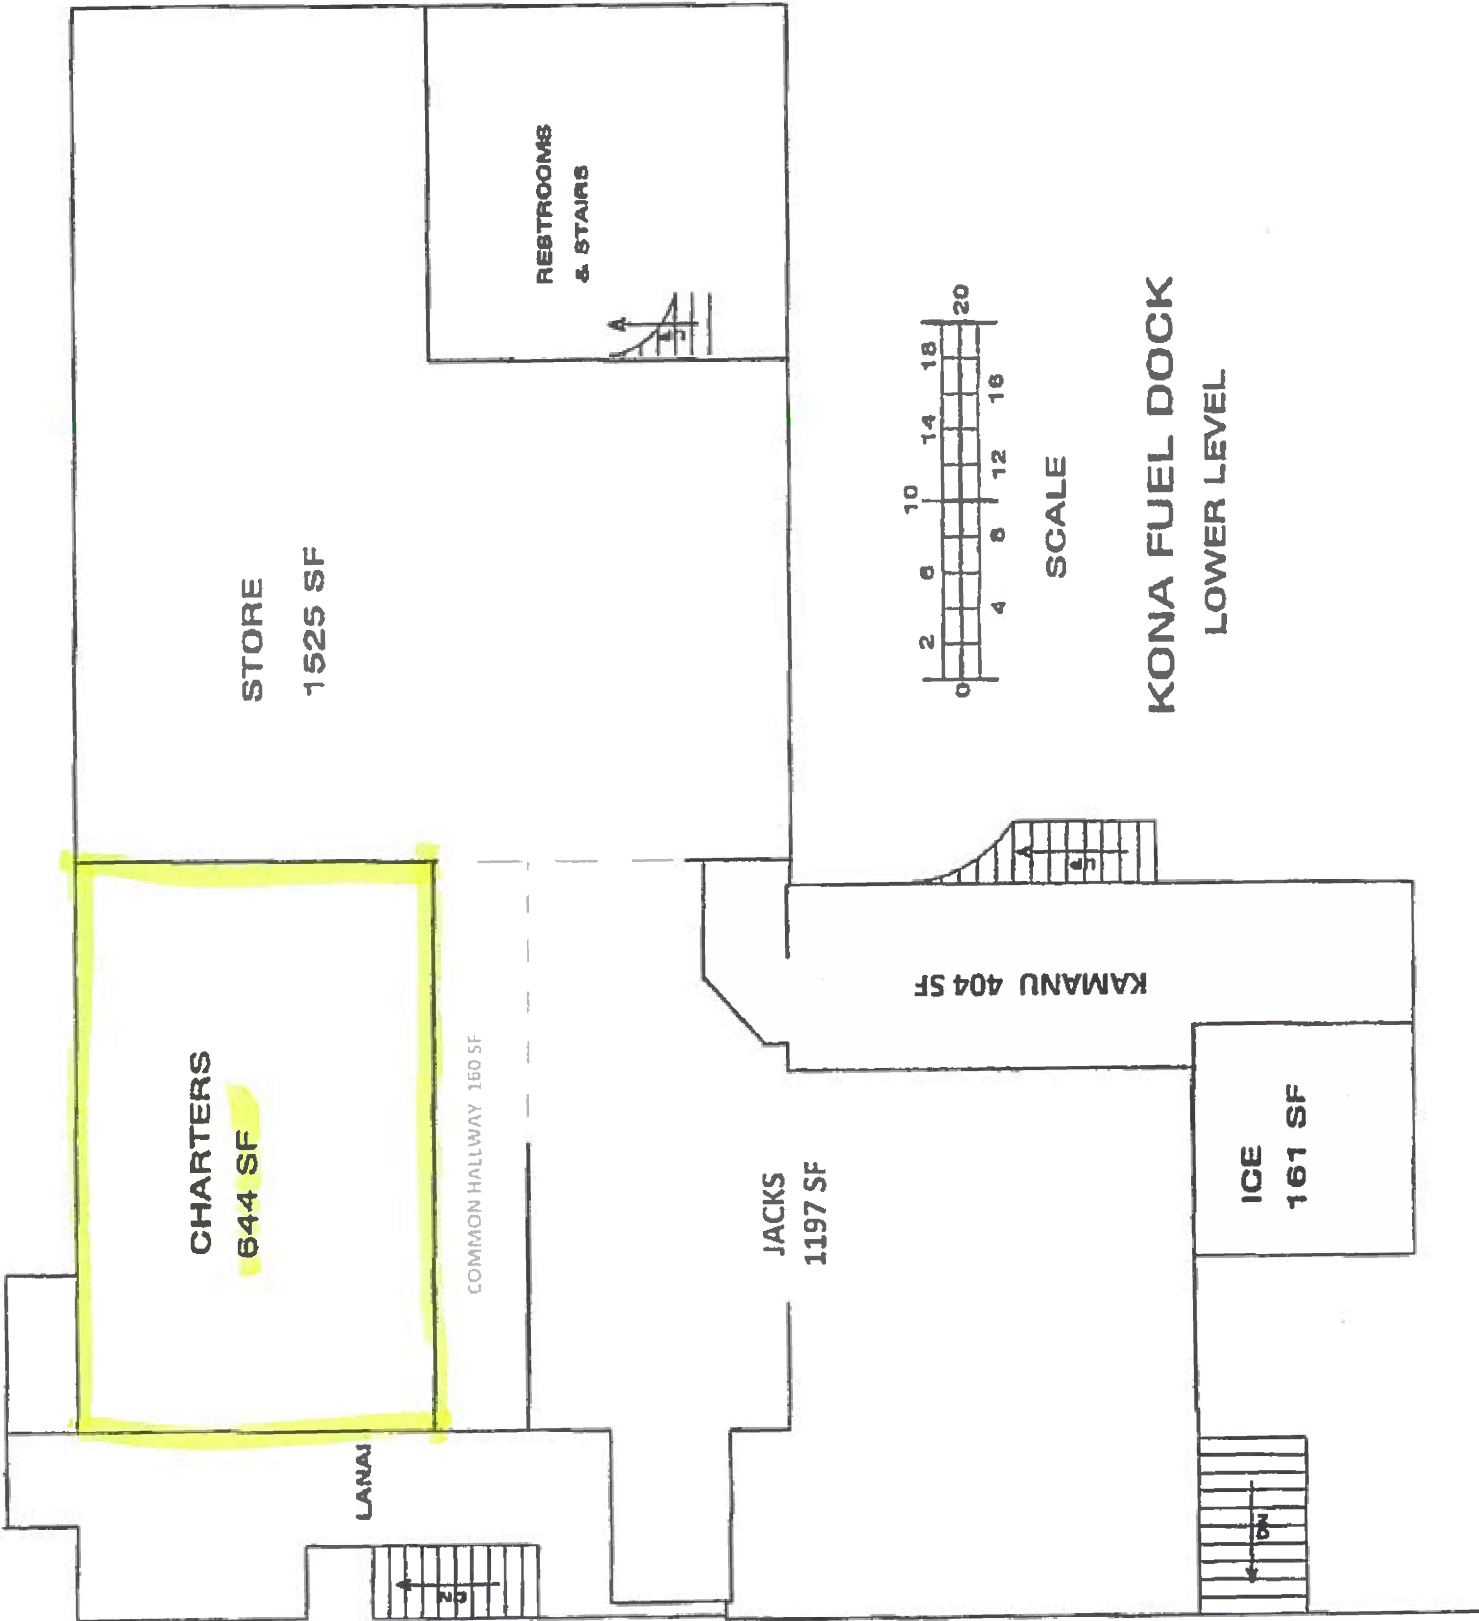 RESTROOMS
& STAIRS
UP
STORE
1525 SF
0 2 4 6 8 10 12 14 16 18 20
SCALE
KONA FUEL DOCK
LOWER LEVEL
CHARTERS
644 SF
COMMON HALLWAY 160 SF
UP
KAMANU 404 SF
JACKS
1197 SF
ICE
161 SF
LANAI
DN
DN